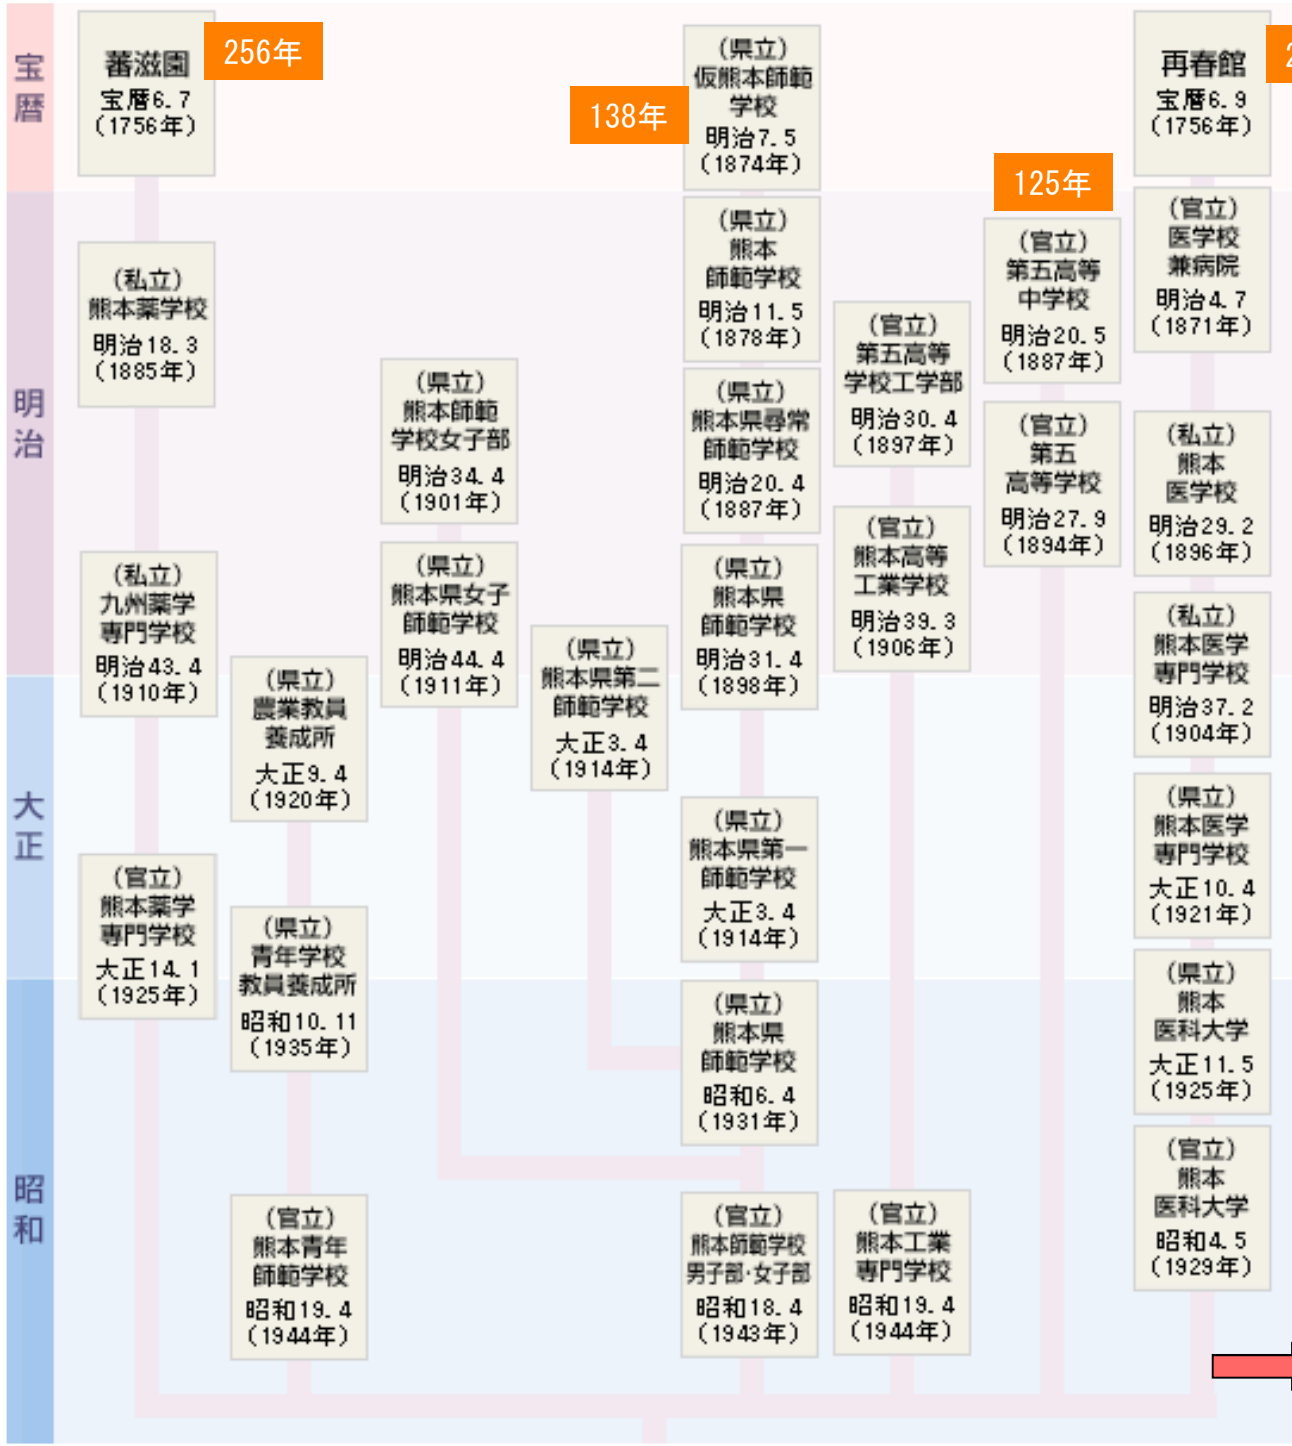 宝
暦
明
治
大
正
昭
和
蕃滋園
宝暦6.7
(1756年)
256年
(私立)
熊本薬学校
明治18.3
(1885年)
(私立)
九州薬学
専門学校
明治43.4
(1910年)
(官立)
熊本薬学
専門学校
大正14.1
(1925年)
(県立)
農業教員
養成所
大正9.4
(1920年)
(県立)
青年学校
教員養成所
昭和10.11
(1935年)
(官立)
熊本青年
師範学校
昭和19.4
(1944年)
(県立)
熊本師範
学校女子部
明治34.4
(1901年)
(県立)
熊本県女子
師範学校
明治44.4
(1911年)
(県立)
熊本県第二
師範学校
大正3.4
(1914年)
138年
(県立)
仮熊本師範
学校
明治7.5
(1874年)
(県立)
熊本
師範学校
明治11.5
(1878年)
(県立)
熊本県尋常
師範学校
明治20.4
(1887年)
(県立)
熊本県
師範学校
明治31.4
(1898年)
(県立)
熊本県第一
師範学校
大正3.4
(1914年)
(県立)
熊本県
師範学校
昭和6.4
(1931年)
(官立)
熊本師範学校
男子部・女子部
昭和18.4
(1943年)
(官立)
第五高等
学校工学部
明治30.4
(1897年)
(官立)
熊本高等
工業学校
明治39.3
(1906年)
(官立)
熊本工業
専門学校
昭和19.4
(1944年)
125年
(官立)
第五高等
中学校
明治20.5
(1887年)
(官立)
第五
高等学校
明治27.9
(1894年)
再春館
宝暦6.9
(1756年)
2
(官立)
医学校
兼病院
明治4.7
(1871年)
(私立)
熊本
医学校
明治29.2
(1896年)
(私立)
熊本医学
専門学校
明治37.2
(1904年)
(県立)
熊本医学
専門学校
大正10.4
(1921年)
(県立)
熊本
医科大学
大正11.5
(1925年)
(官立)
熊本
医科大学
昭和4.5
(1929年)